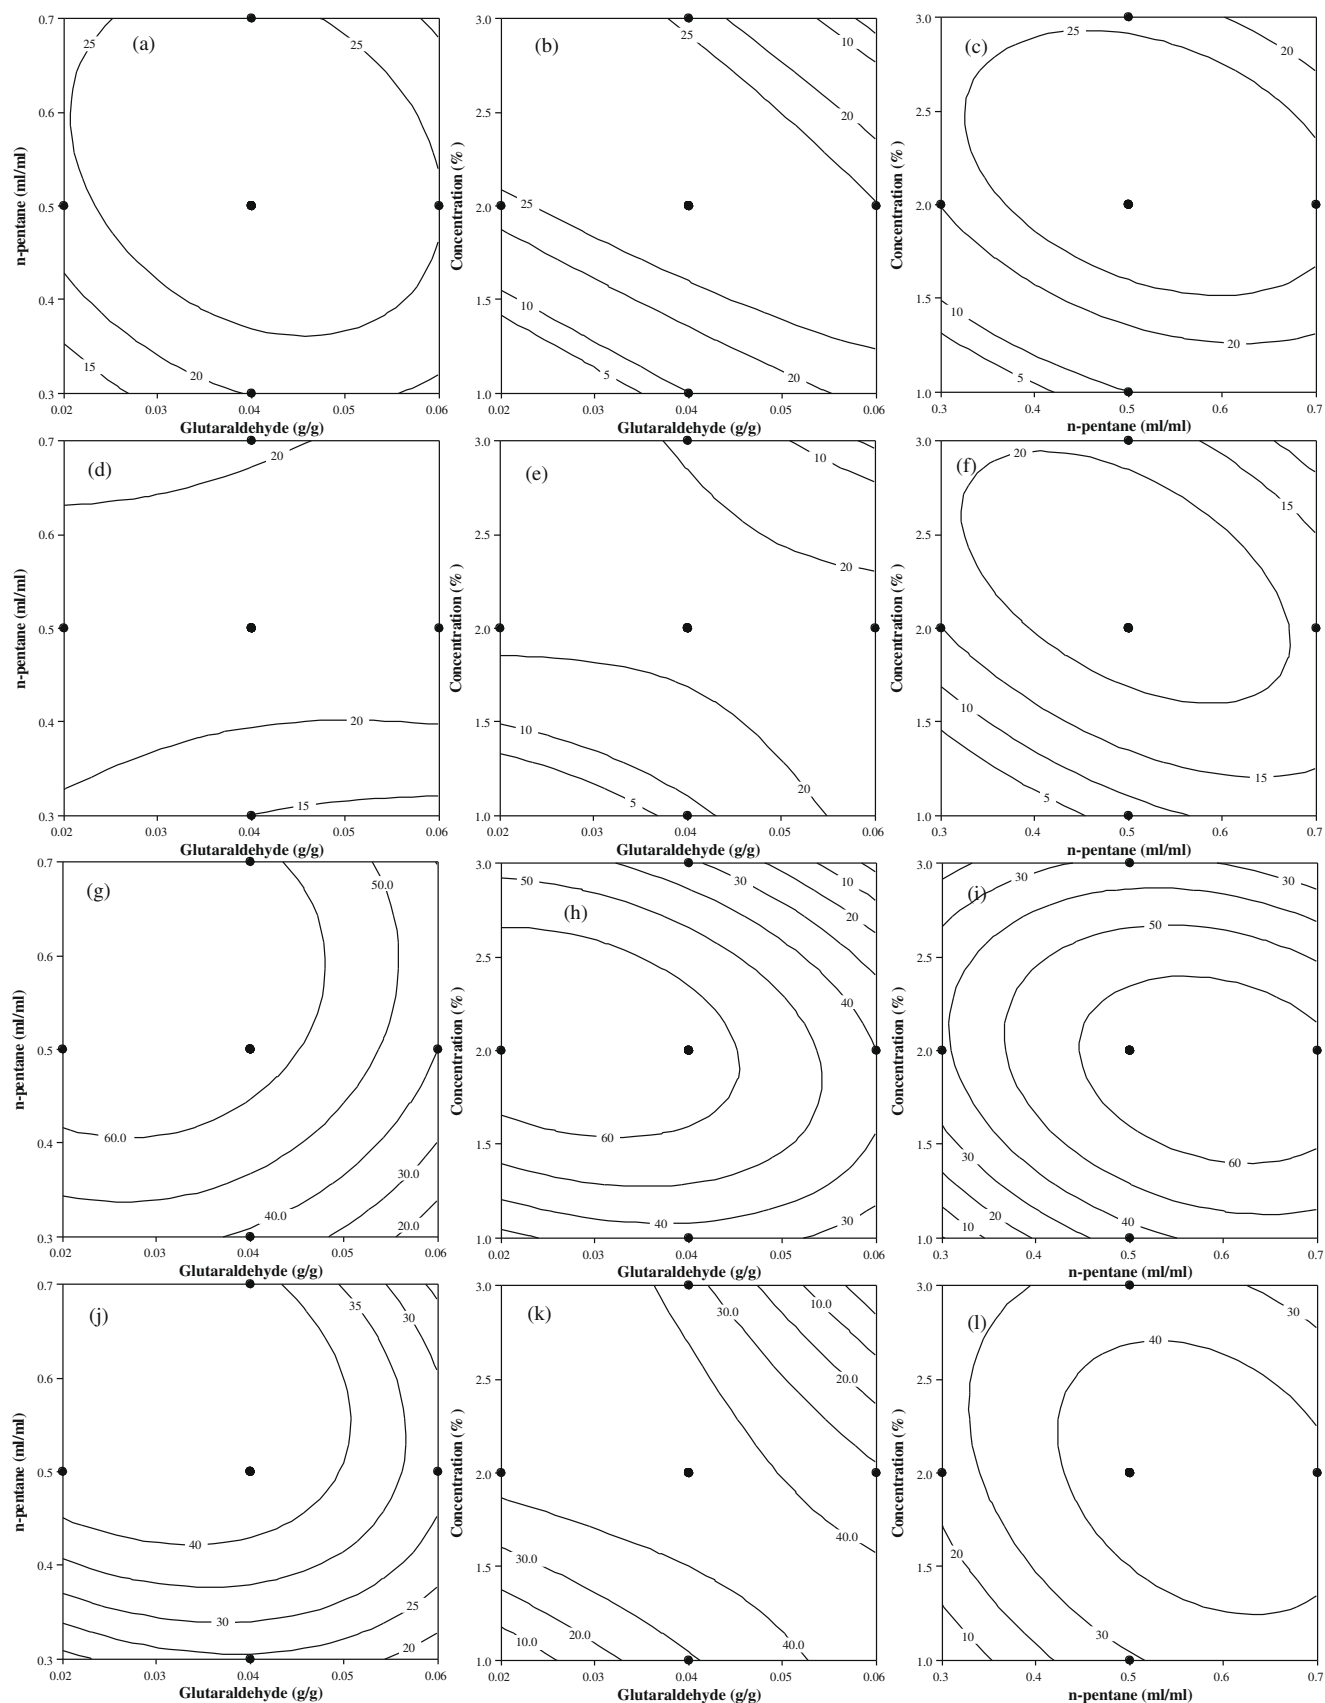 0.7 25 (a) 25
0.6
0.5
0.4
15 20
0.3
0.02 0.03 0.04 0.05 0.06
n-pentane (ml/ml)
Glutaraldehyde (g/g)
3.0 (b) 25 10
2.5 20
2.0 25
1.5 10
5 20
1.0
0.02 0.03 0.04 0.05 0.06
Concentration (%)
Glutaraldehyde (g/g)
3.0 (c) 25 20
2.5
2.0
1.5 10
5 20
1.0
0.3 0.4 0.5 0.6 0.7
Concentration (%)
n-pentane (ml/ml)
0.7 (d) 20
0.6
0.5
0.4 20
15
0.3
0.02 0.03 0.04 0.05 0.06
n-pentane (ml/ml)
Glutaraldehyde (g/g)
3.0 (e) 10
2.5 20
2.0
1.5 10
5 20
1.0
0.02 0.03 0.04 0.05 0.06
Concentration (%)
Glutaraldehyde (g/g)
3.0 (f) 20
2.5 15
2.0
1.5 10
5 15
1.0
0.3 0.4 0.5 0.6 0.7
Concentration (%)
n-pentane (ml/ml)
0.7 (g) 50.0
0.6
0.5
0.4 60.0 30.0
40.0 20.0
0.3
0.02 0.03 0.04 0.05 0.06
n-pentane (ml/ml)
Glutaraldehyde (g/g)
3.0 50 (h) 30 10
20
2.5 40
2.0
1.5 60
40 30
1.0
0.02 0.03 0.04 0.05 0.06
Concentration (%)
Glutaraldehyde (g/g)
3.0 (i) 30 30
50
2.5
2.0
1.5 30 60
10 20 40
1.0
0.3 0.4 0.5 0.6 0.7
Concentration (%)
n-pentane (ml/ml)
0.7 (j) 35 30
0.6
0.5
0.4 40
30 25
20
0.3
0.02 0.03 0.04 0.05 0.06
n-pentane (ml/ml)
Glutaraldehyde (g/g)
3.0 (k) 30.0 10.0
2.5 20.0
2.0
1.5 30.0 40.0
10.0 20.0 40.0
1.0
0.02 0.03 0.04 0.05 0.06
Concentration (%)
Glutaraldehyde (g/g)
3.0 (l) 40 30
2.5
2.0
1.5 20
10 30
1.0
0.3 0.4 0.5 0.6 0.7
Concentration (%)
n-pentane (ml/ml)